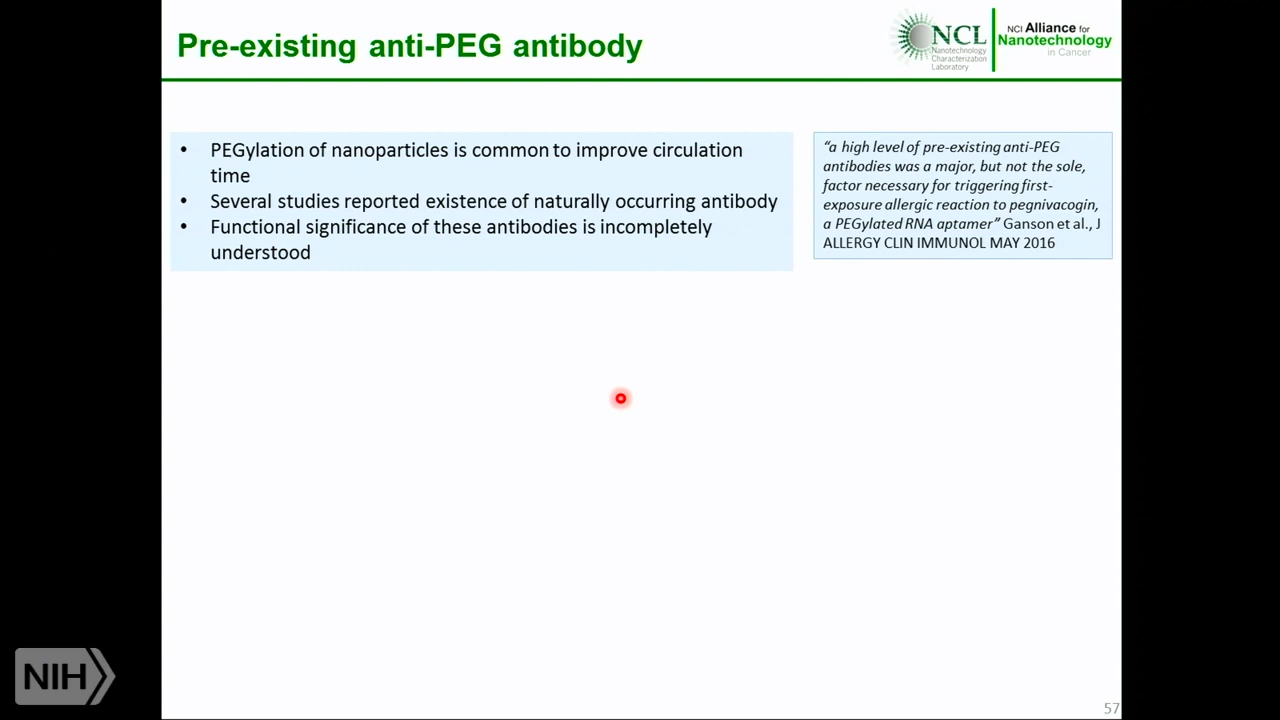 Pre-existing anti-PEG antibody
NCL
Nanotechnology
Characterization
Laboratory
NCI Alliance for
Nanotechnology
in Cancer
• PEGylation of nanoparticles is common to improve circulation
time
• Several studies reported existence of naturally occurring antibody
• Functional significance of these antibodies is incompletely
understood
“a high level of pre-existing anti-PEG
antibodies was a major, but not the sole,
factor necessary for triggering first-
exposure allergic reaction to pegnivacogin,
a PEGylated RNA aptamer” Ganson et al., J
ALLERGY CLIN IMMUNOL MAY 2016
NIH
57